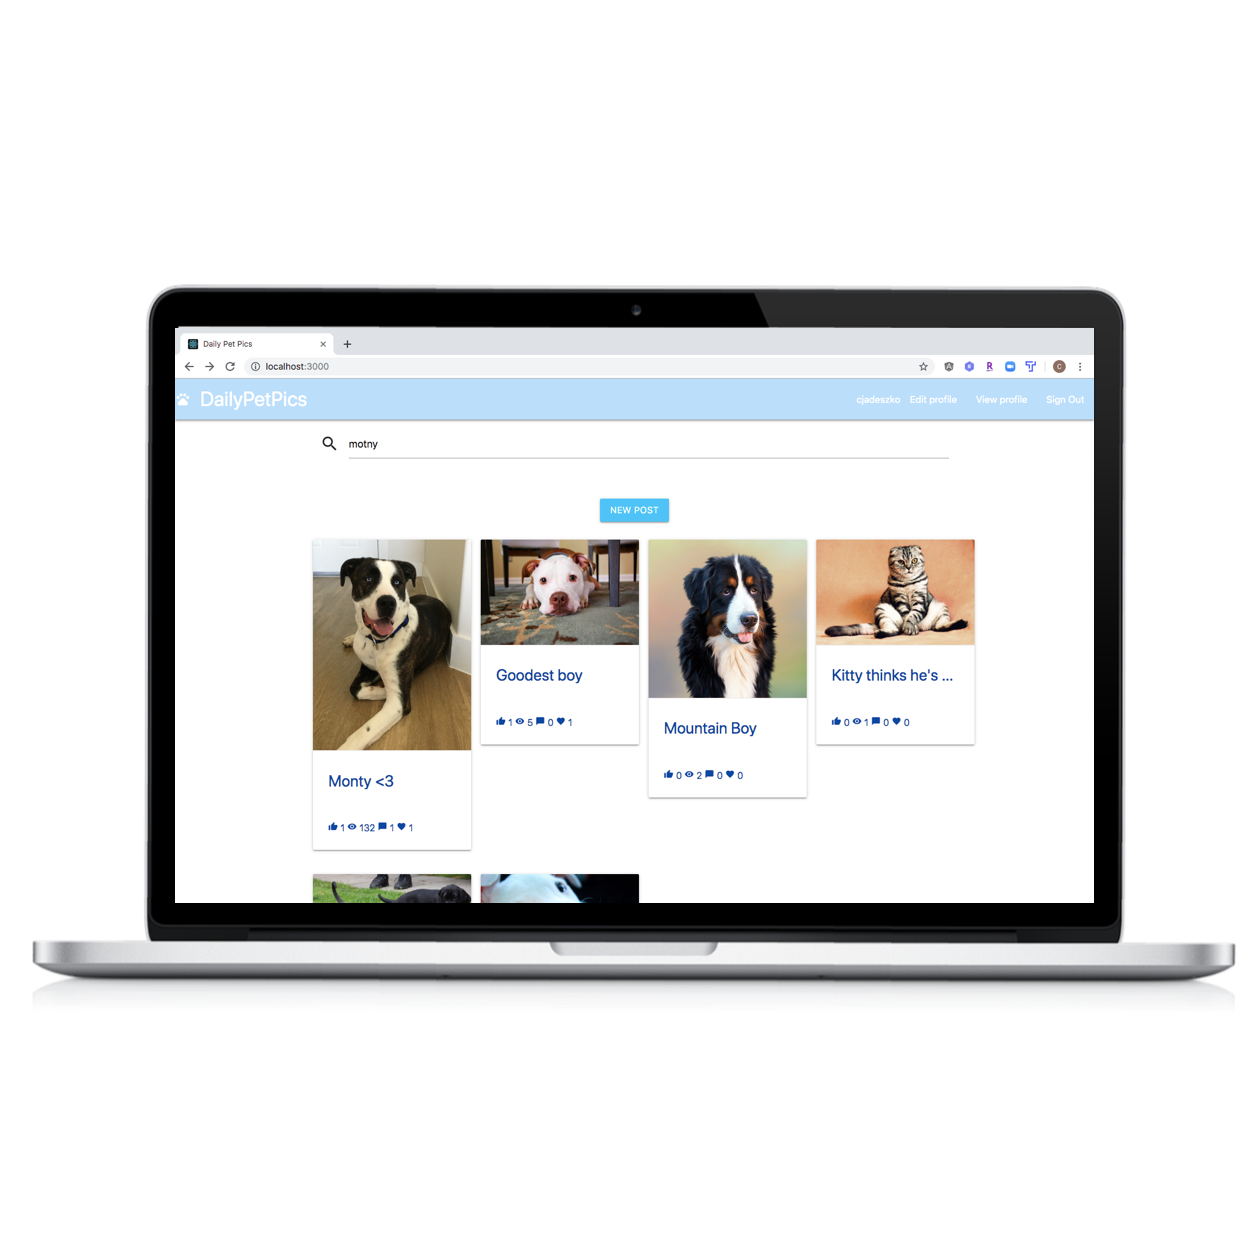 Daily Pet Pics
localhost:3000
C
DailyPetPics
cjadeszko Edit profile View profile Sign Out
motny
NEW POST
Monty <3
1 132 1 1
Goodest boy
1 5 0 1
Mountain Boy
0 2 0 0
Kitty thinks he's ...
0 1 0 0